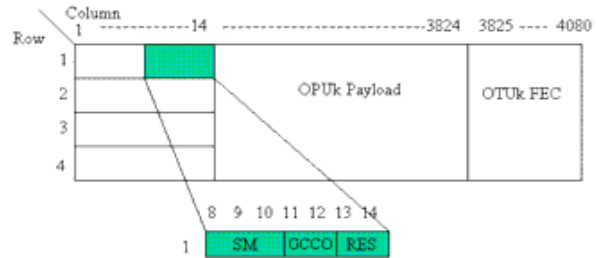 Column
Row 1 14 3824 3825 4080
1
2 OPUk Payload OTUk FEC
3
4
8 9 10 11 12 13 14
1 SM GCCO RES